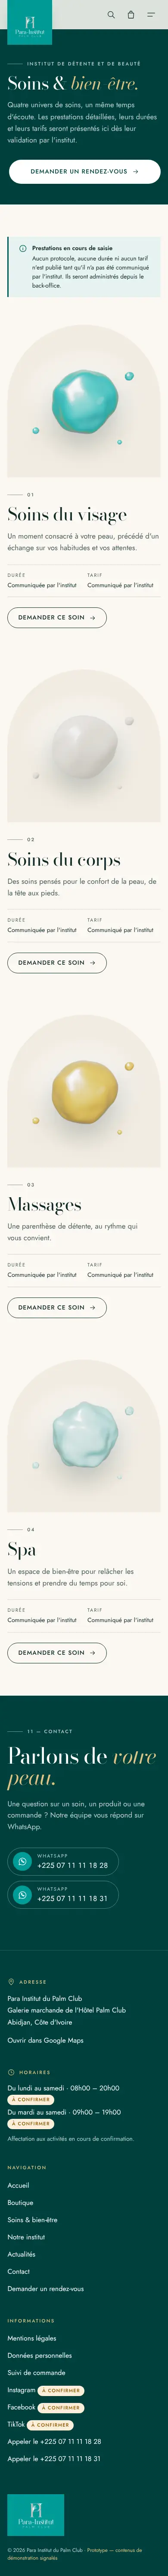 Para-Institut
INSTITUT DE DÉTENTE ET DE BEAUTÉ
Soins & bien-être.
Quatre univers de soins, un même temps
d'écoute. Les prestations détaillées, leurs durées
et leurs tarifs seront présentés ici dès leur
validation par l'institut.
DEMANDER UN RENDEZ-VOUS →
Prestations en cours de saisie
Aucun protocole, aucune durée ni aucun tarif
n'est publié tant qu'il n'a pas été communiqué
par l'institut. Ils seront administrés depuis le
back-office.
01
Soins du visage
Un moment consacré à votre peau, précédé d'un
échange sur vos habitudes et vos attentes.
DURÉE TARIF
Communiquée par l'institut Communiqué par l'institut
DEMANDER CE SOIN →
02
Soins du corps
Des soins pensés pour le confort de la peau, de
la tête aux pieds.
DURÉE TARIF
Communiquée par l'institut Communiqué par l'institut
DEMANDER CE SOIN →
03
Massages
Une parenthèse de détente, au rythme qui
vous convient.
DURÉE TARIF
Communiquée par l'institut Communiqué par l'institut
DEMANDER CE SOIN →
04
Spa
Un espace de bien-être pour relâcher les
tensions et prendre du temps pour soi.
DURÉE TARIF
Communiquée par l'institut Communiqué par l'institut
DEMANDER CE SOIN →
11 — CONTACT
Parlons de votre
peau.
Une question sur un soin, un produit ou une
commande ? Notre équipe vous répond sur
WhatsApp.
WHATSAPP
+225 07 11 11 18 28
WHATSAPP
+225 07 11 11 18 31
ADRESSE
Para Institut du Palm Club
Galerie marchande de l'Hôtel Palm Club
Abidjan, Côte d'Ivoire
Ouvrir dans Google Maps
HORAIRES
Du lundi au samedi · 08h00 – 20h00
À CONFIRMER
Du mardi au samedi · 09h00 – 19h00
À CONFIRMER
Affectation aux activités en cours de confirmation.
NAVIGATION
Accueil
Boutique
Soins & bien-être
Notre institut
Actualités
Contact
Demander un rendez-vous
INFORMATIONS
Mentions légales
Données personnelles
Suivi de commande
Instagram À CONFIRMER
Facebook À CONFIRMER
TikTok À CONFIRMER
Appeler le +225 07 11 11 18 28
Appeler le +225 07 11 11 18 31
Para-Institut
© 2026 Para Institut du Palm Club · Prototype — contenus de
démonstration signalés